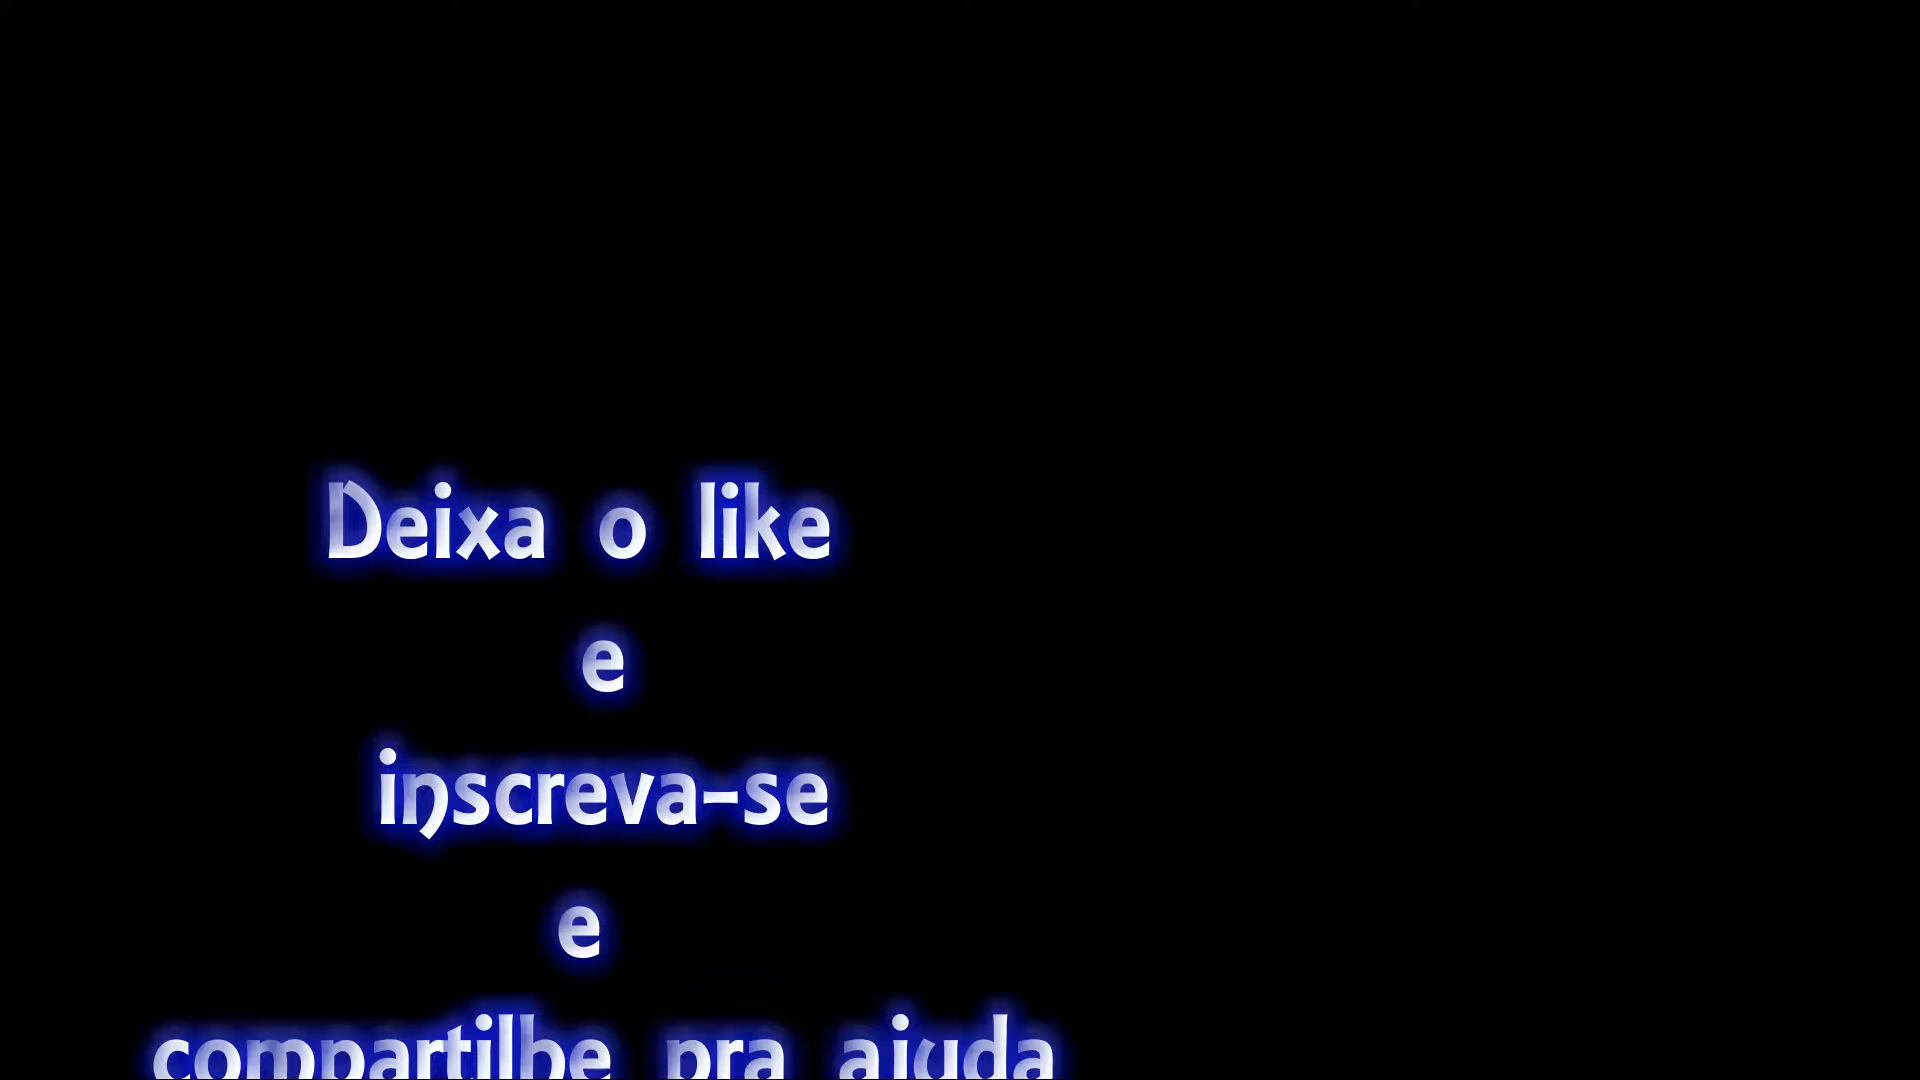 Deixa o like
e
inscreva-se
e
compartilhe pra ajuda